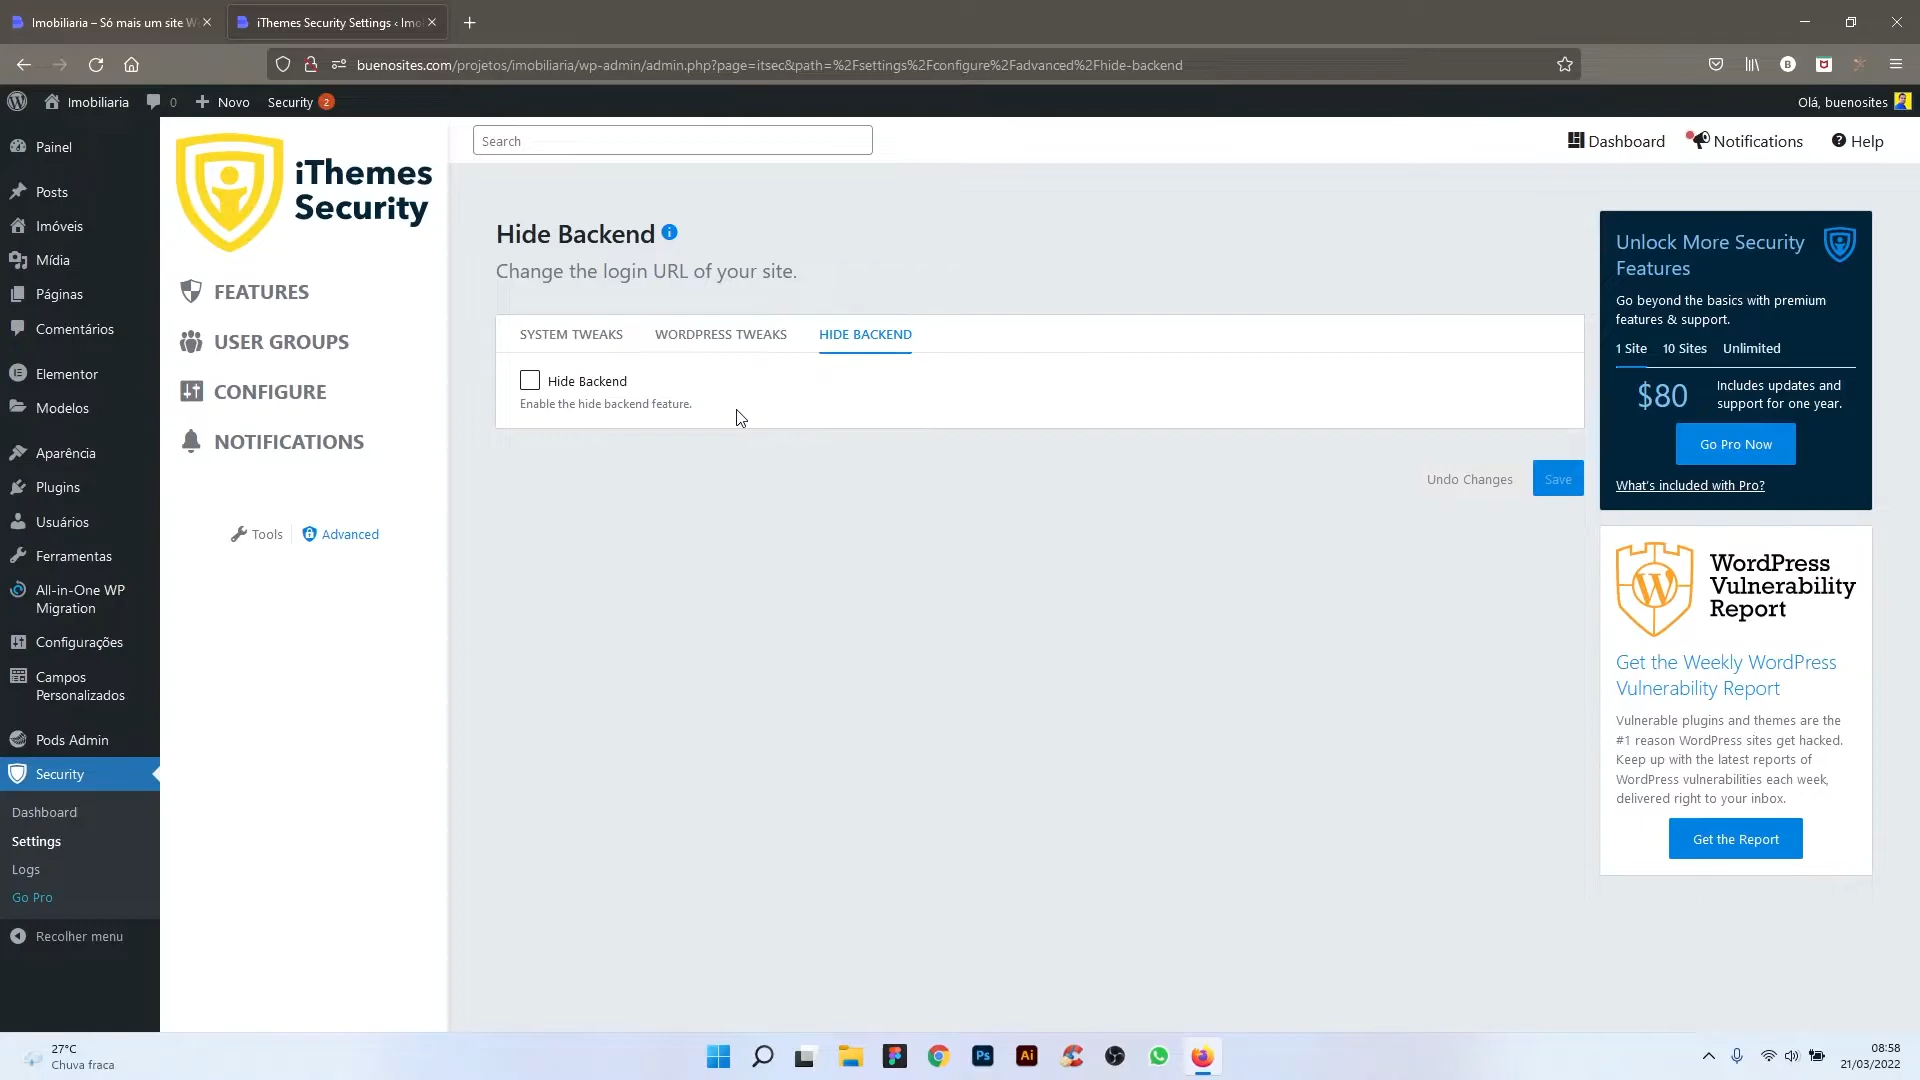 Imobiliaria – Só mais um site W
iThemes Security Settings ‹ Imo
buenosites.com/projetos/imobiliaria/wp-admin/admin.php?page=itsec&path=%2Fsettings%2Fconfigure%2Fadvanced%2Fhide-backend
Imobiliaria
0
Novo
Security
2
Olá, buenosites
Painel
Posts
Imóveis
Mídia
Páginas
Comentários
Elementor
Modelos
Aparência
Plugins
Usuários
Ferramentas
All-in-One WP
Migration
Configurações
Campos
Personalizados
Pods Admin
Security
Dashboard
Settings
Logs
Go Pro
Recolher menu
iThemes
Security
FEATURES
USER GROUPS
CONFIGURE
NOTIFICATIONS
Tools
Advanced
Search
Dashboard
Notifications
Help
Hide Backend
Change the login URL of your site.
SYSTEM TWEAKS
WORDPRESS TWEAKS
HIDE BACKEND
Hide Backend
Enable the hide backend feature.
Undo Changes
Save
Unlock More Security
Features
Go beyond the basics with premium
features & support.
1 Site
10 Sites
Unlimited
$80
Includes updates and
support for one year.
Go Pro Now
What's included with Pro?
WordPress
Vulnerability
Report
Get the Weekly WordPress
Vulnerability Report
Vulnerable plugins and themes are the
#1 reason WordPress sites get hacked.
Keep up with the latest reports of
WordPress vulnerabilities each week,
delivered right to your inbox.
Get the Report
27°C
Chuva fraca
Ps
Ai
08:58
21/03/2022